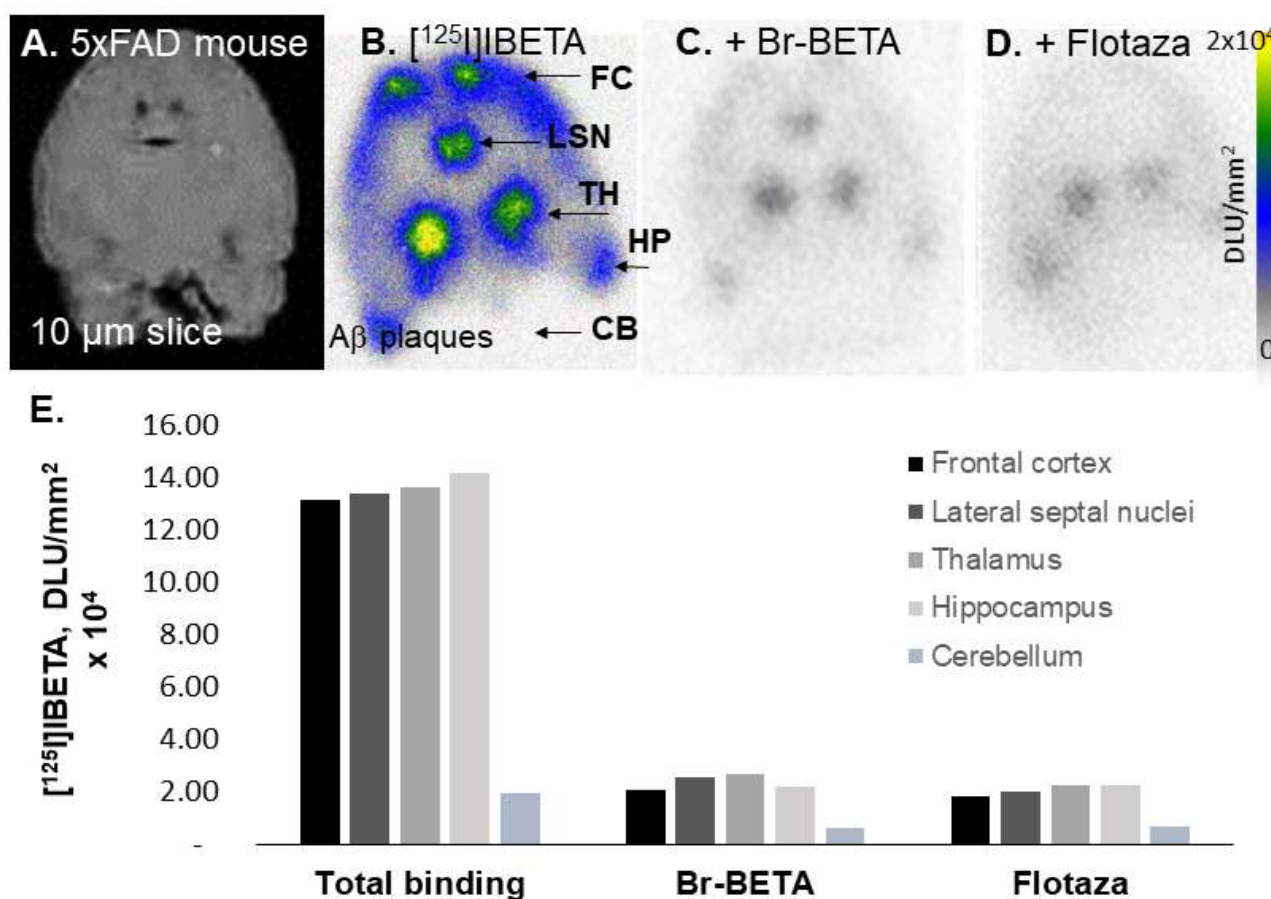 A. 5xFAD mouse
10 µm slice
B. [¹²⁵I]IBETA
FC
LSN
TH
HP
CB
Aβ plaques
C. + Br-BETA
D. + Flotaza
2x10⁴
DLU/mm²
0
E.
[¹²⁵I]IBETA, DLU/mm²
x 10⁴
16.00
14.00
12.00
10.00
8.00
6.00
4.00
2.00
-
Frontal cortex
Lateral septal nuclei
Thalamus
Hippocampus
Cerebellum
Total binding
Br-BETA
Flotaza